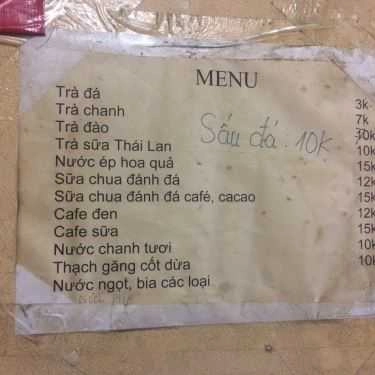 MENU
Trà đá 3k
Trà chanh 7k
Trà đào 10k
Sấu đá . 10K
Trà sữa Thái Lan 10k
Nước ép hoa quả 15k
Sữa chua đánh đá 12k
Sữa chua đánh đá café, cacao 15k
Cafe đen 12k
Cafe sữa 15k
Nước chanh tươi 10k
Thạch găng cốt dừa 10k
Nước ngọt, bia các loại